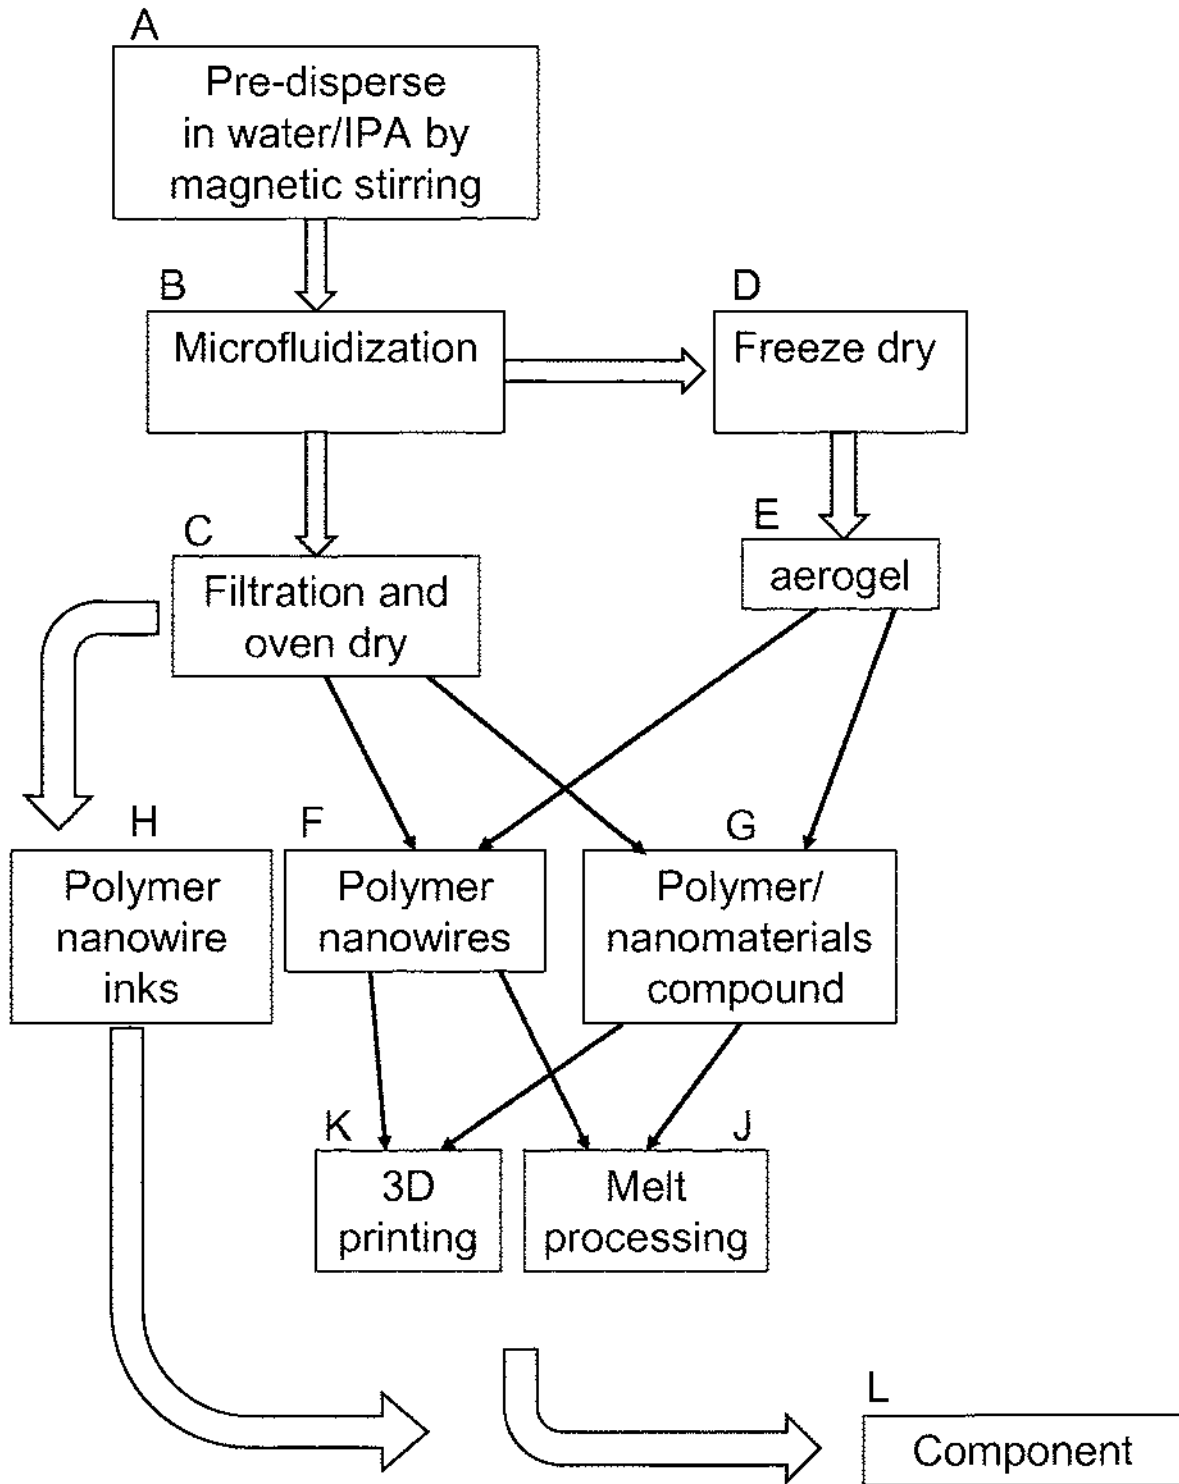 A
Pre-disperse
in water/IPA by
magnetic stirring
B
Microfluidization
D
Freeze dry
C
Filtration and
oven dry
E
aerogel
H
Polymer
nanowire
inks
F
Polymer
nanowires
G
Polymer/
nanomaterials
compound
K
3D
printing
J
Melt
processing
L
Component